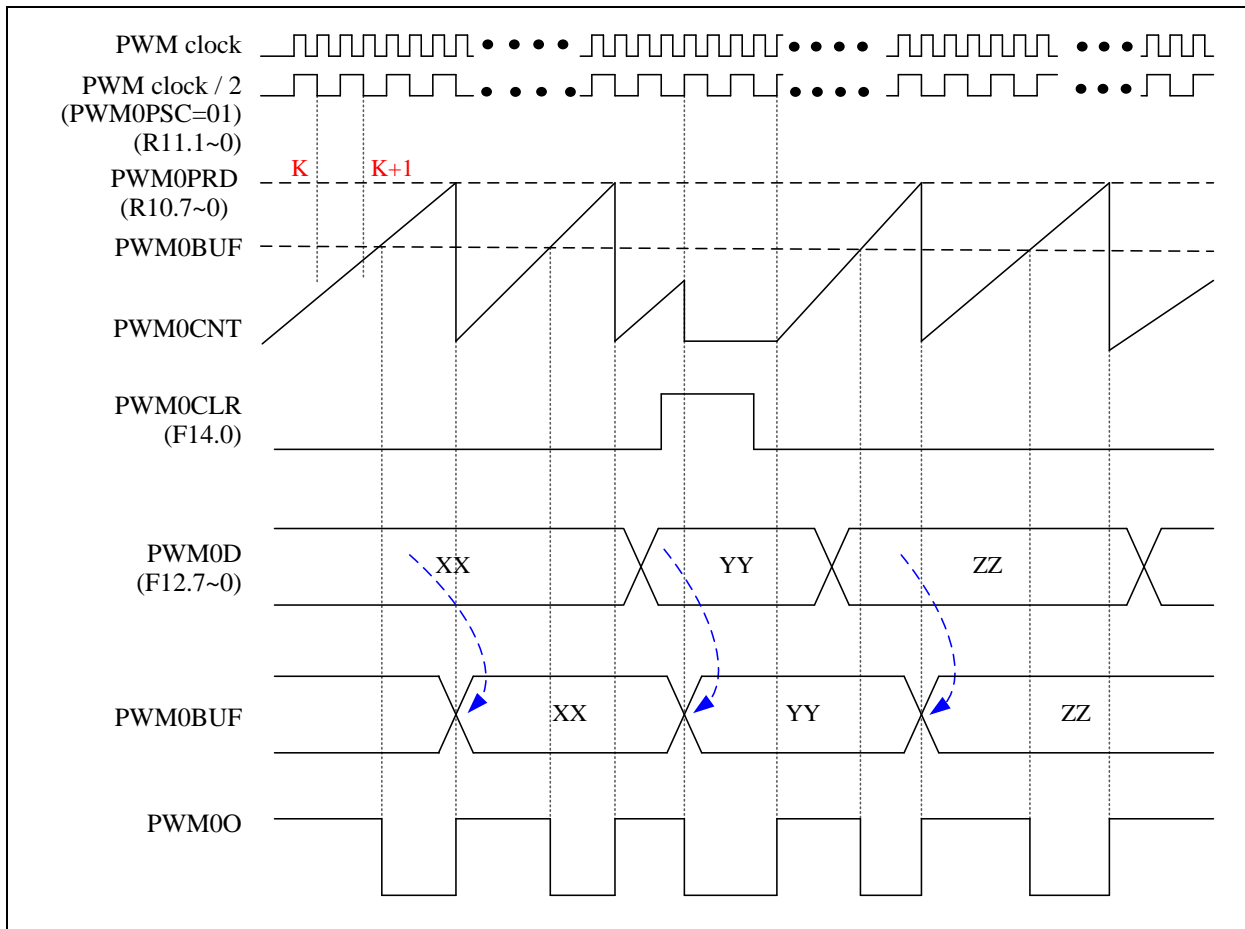 PWM clock
PWM clock / 2
(PWM0PSC=01)
(R11.1~0)
K
K+1
PWM0PRD
(R10.7~0)
PWM0BUF
PWM0CNT
PWM0CLR
(F14.0)
PWM0D
(F12.7~0)
XX
YY
ZZ
PWM0BUF
XX
YY
ZZ
PWM0O